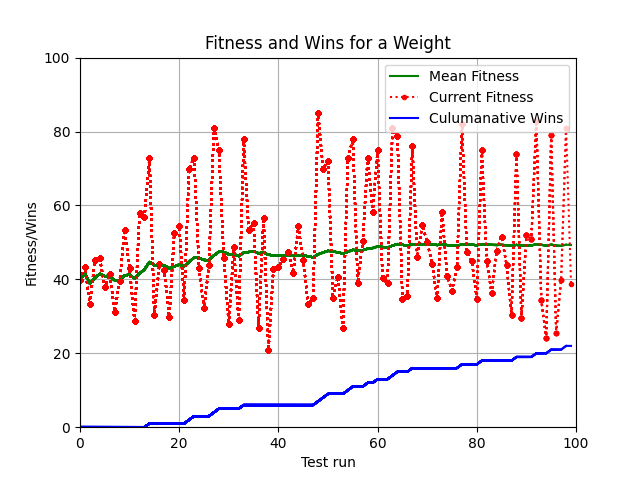 Fitness and Wins for a Weight
Mean Fitness
Current Fitness
Culumanative Wins
Fitness/Wins
100
80
60
40
20
0
0 20 40 60 80 100
Test run